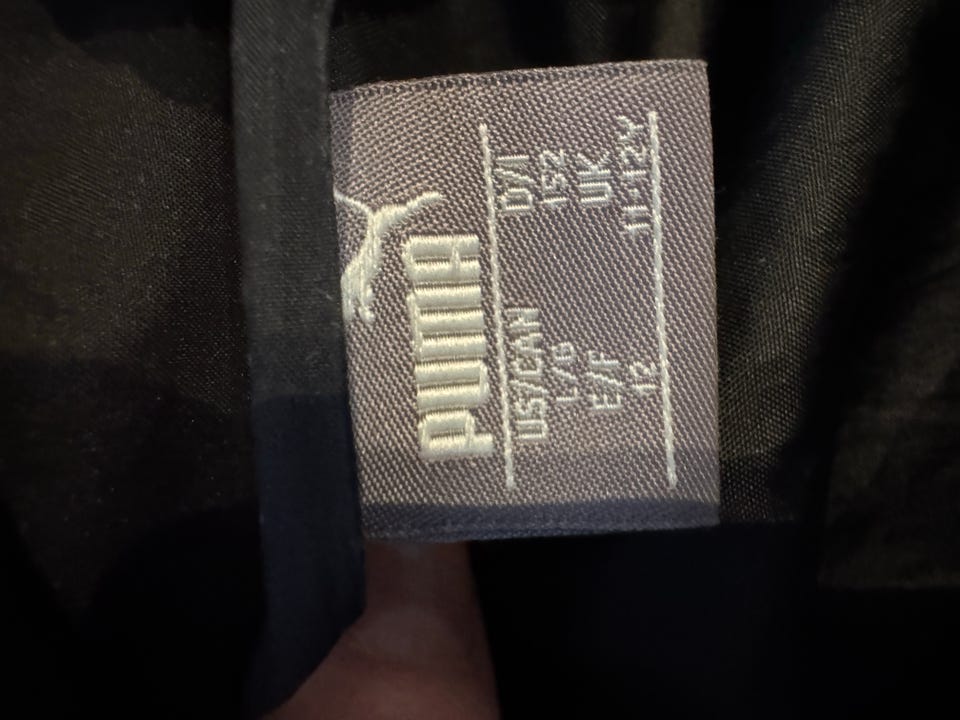 PUMA
US/CAN D/I
L/G 152
E/F UK
12 11-12Y